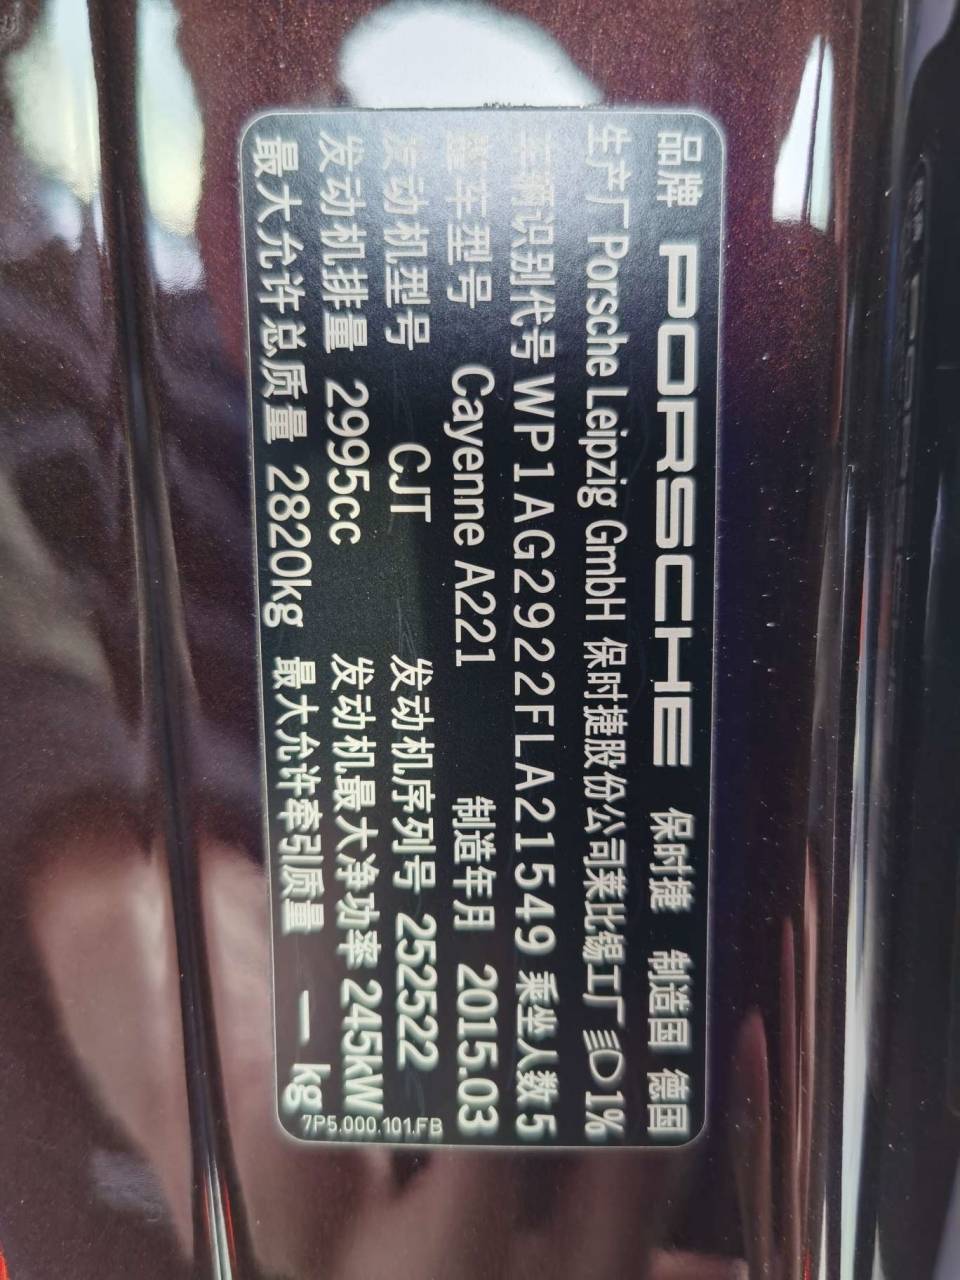 品牌 PORSCHE 保时捷 制造国 德国
生产厂 Porsche Leipzig GmbH 保时捷股份公司莱比锡工厂 1%
车辆识别代号 WP1AG2922FLA21549 乘坐人数 5
整车型号 Cayenne A221 制造年月 2015.03
发动机型号 CJT 发动机序列号 252522
发动机排量 2995cc 发动机最大净功率 245kW
最大允许总质量 2820kg 最大允许牵引质量 — kg
7P5.000.101.FB